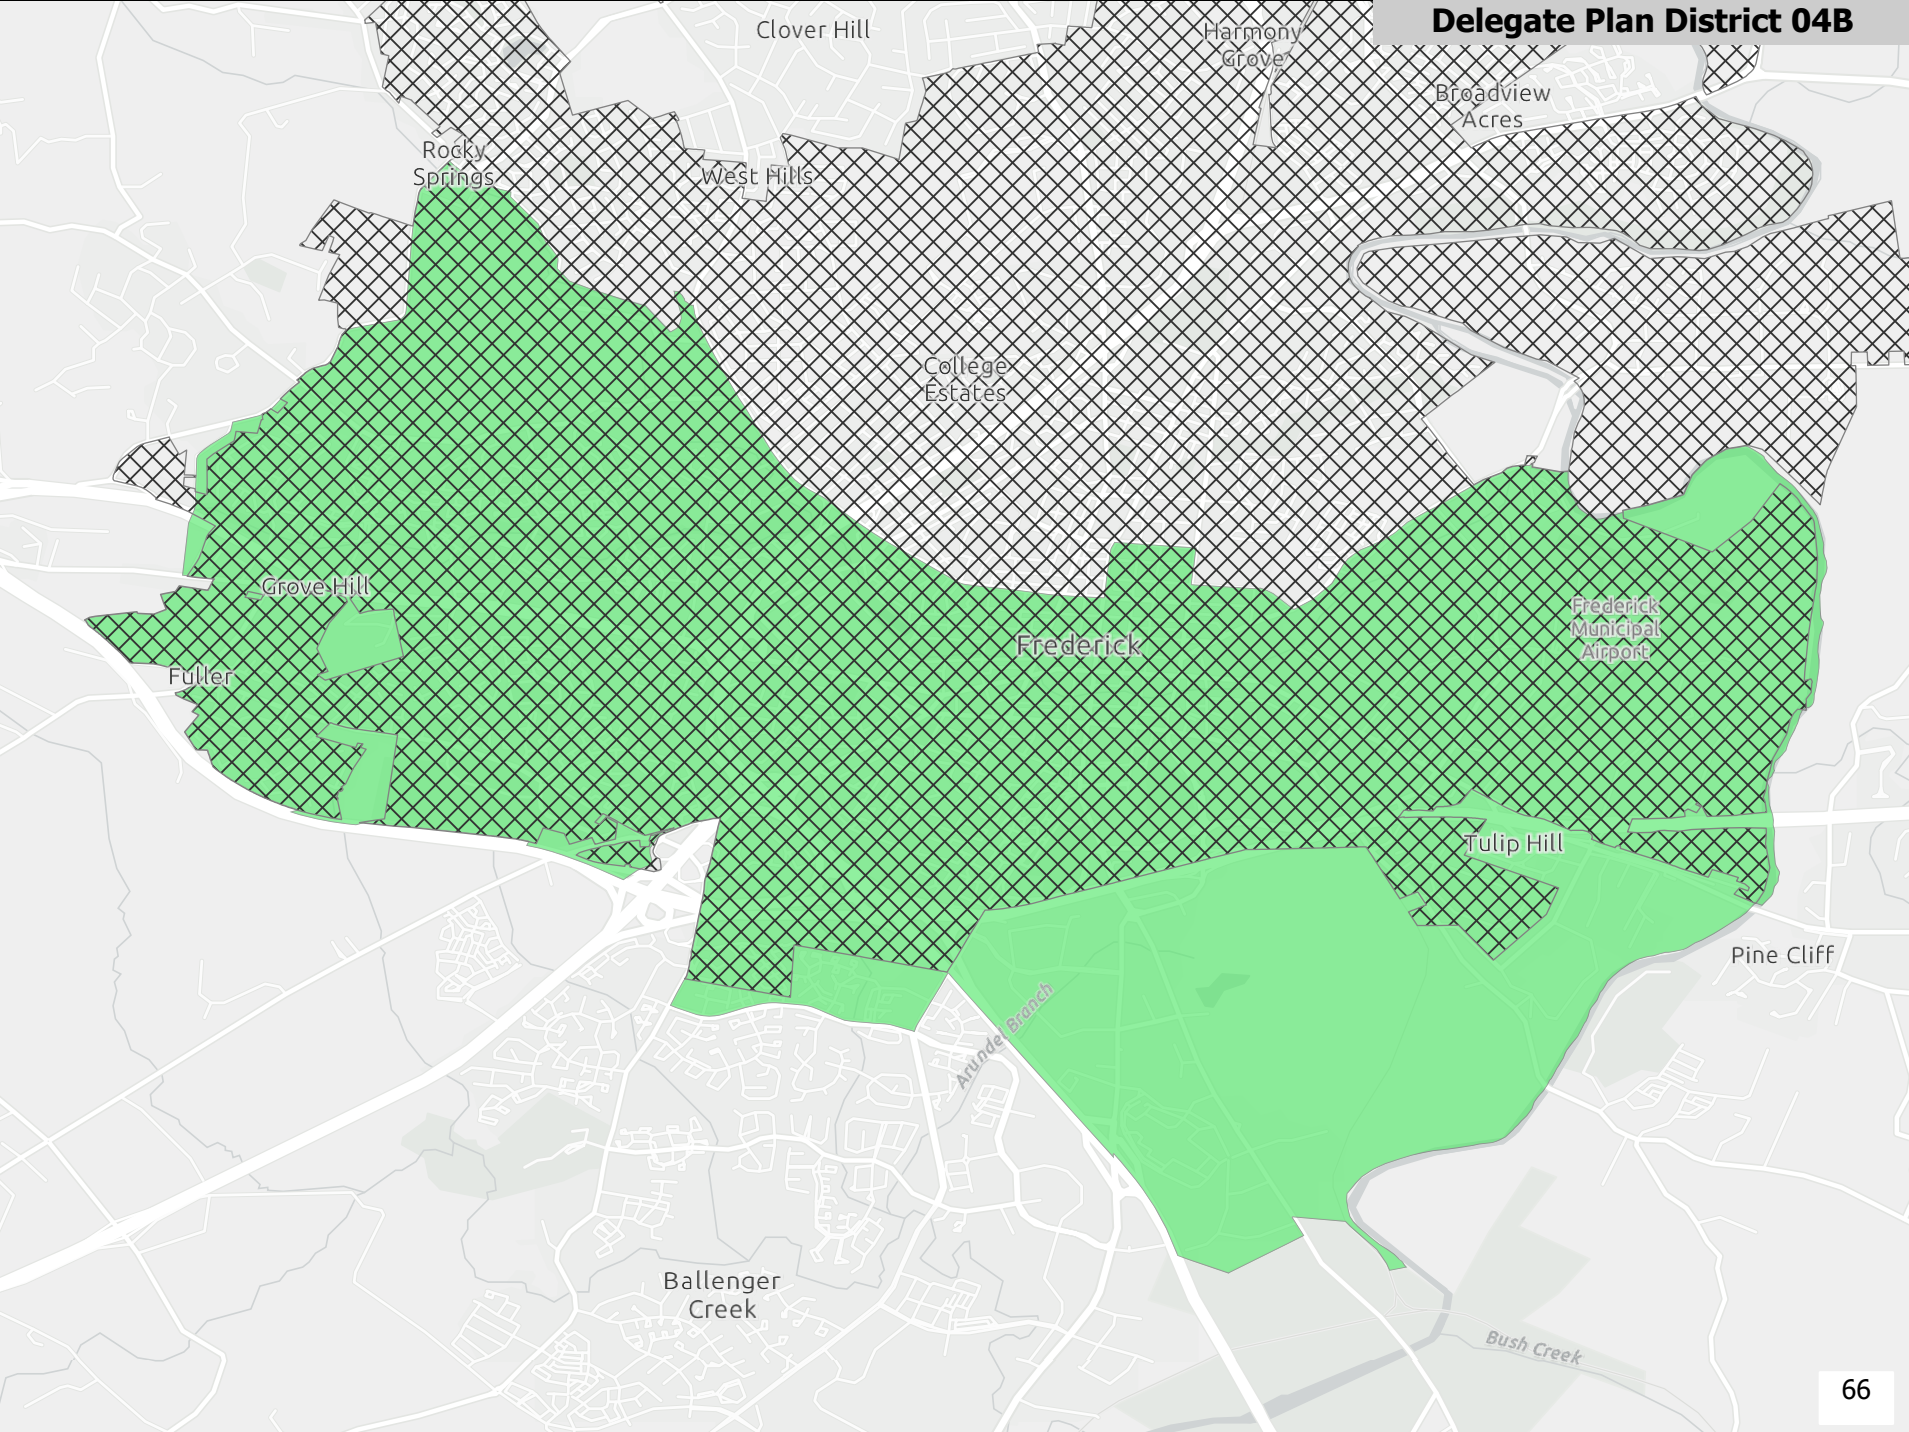 Delegate Plan District 04B
Clover Hill
Harmony
Grove
Broadview
Acres
Rocky
Springs
West Hills
College
Estates
Grove Hill
Frederick
Municipal
Airport
Frederick
Fuller
Tulip Hill
Pine Cliff
Arundel Branch
Ballenger
Creek
Bush Creek
66